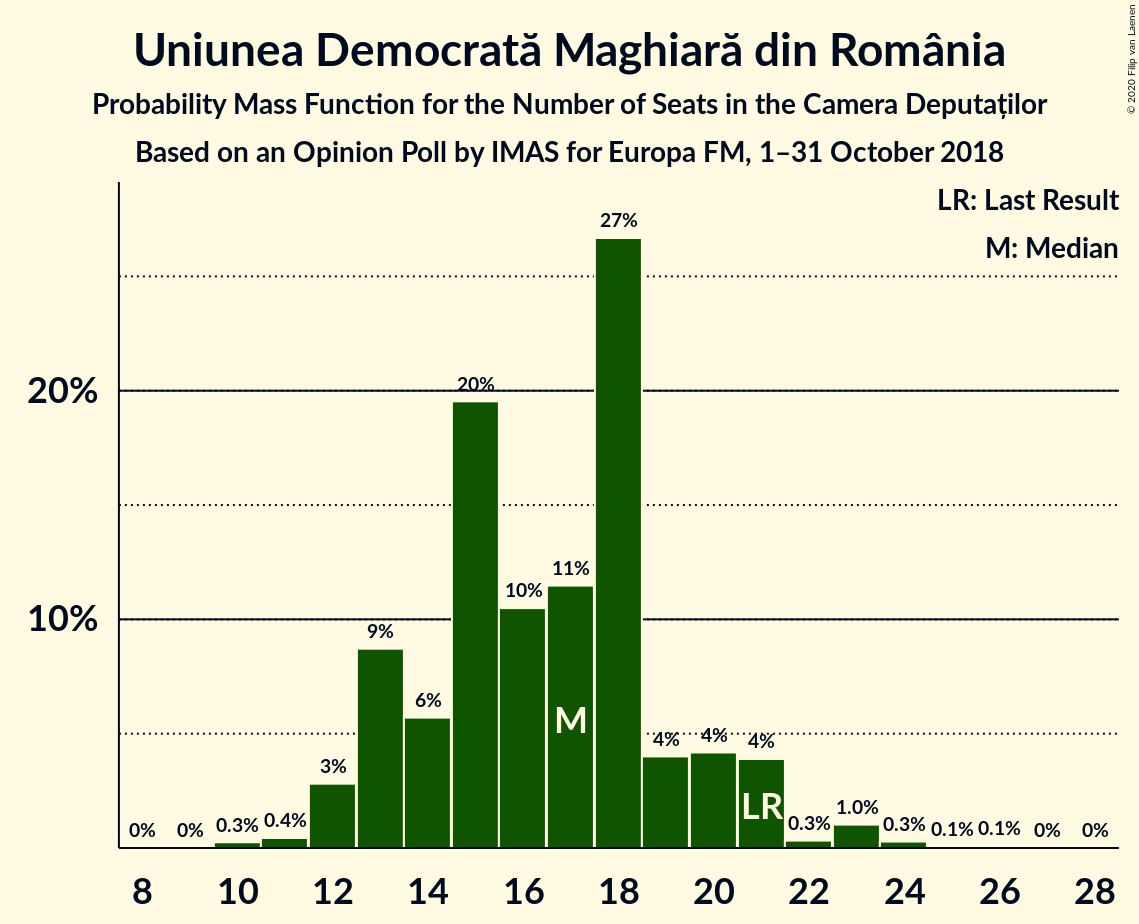 Uniunea Democrată Maghiară din România
Probability Mass Function for the Number of Seats in the Camera Deputaților
Based on an Opinion Poll by IMAS for Europa FM, 1–31 October 2018
© 2020 Filip van Laenen
LR: Last Result
M: Median
20%
10%
0%
0%
0.3%
0.4%
3%
9%
6%
20%
10%
11%
27%
4%
4%
4%
0.3%
1.0%
0.3%
0.1%
0.1%
0%
0%
M
LR
8 10 12 14 16 18 20 22 24 26 28